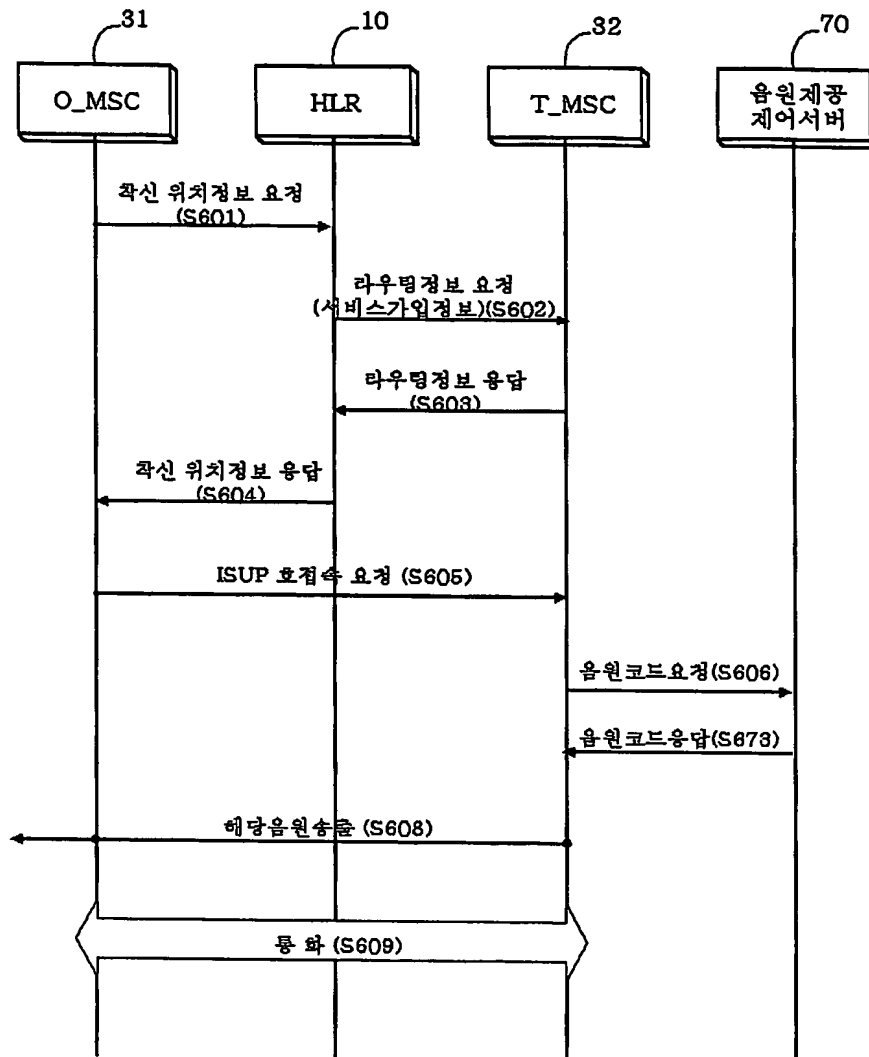 31
10
32
70
O_MSC
HLR
T_MSC
음원제공
제어서버
착신 위치정보 요청
(S601)
라우팅정보 요청
(서비스가입정보)(S602)
라우팅정보 응답
(S603)
착신 위치정보 응답
(S604)
ISUP 호접속 요청 (S605)
음원코드요청(S606)
음원코드응답(S673)
해당음원송출 (S608)
통 화 (S609)